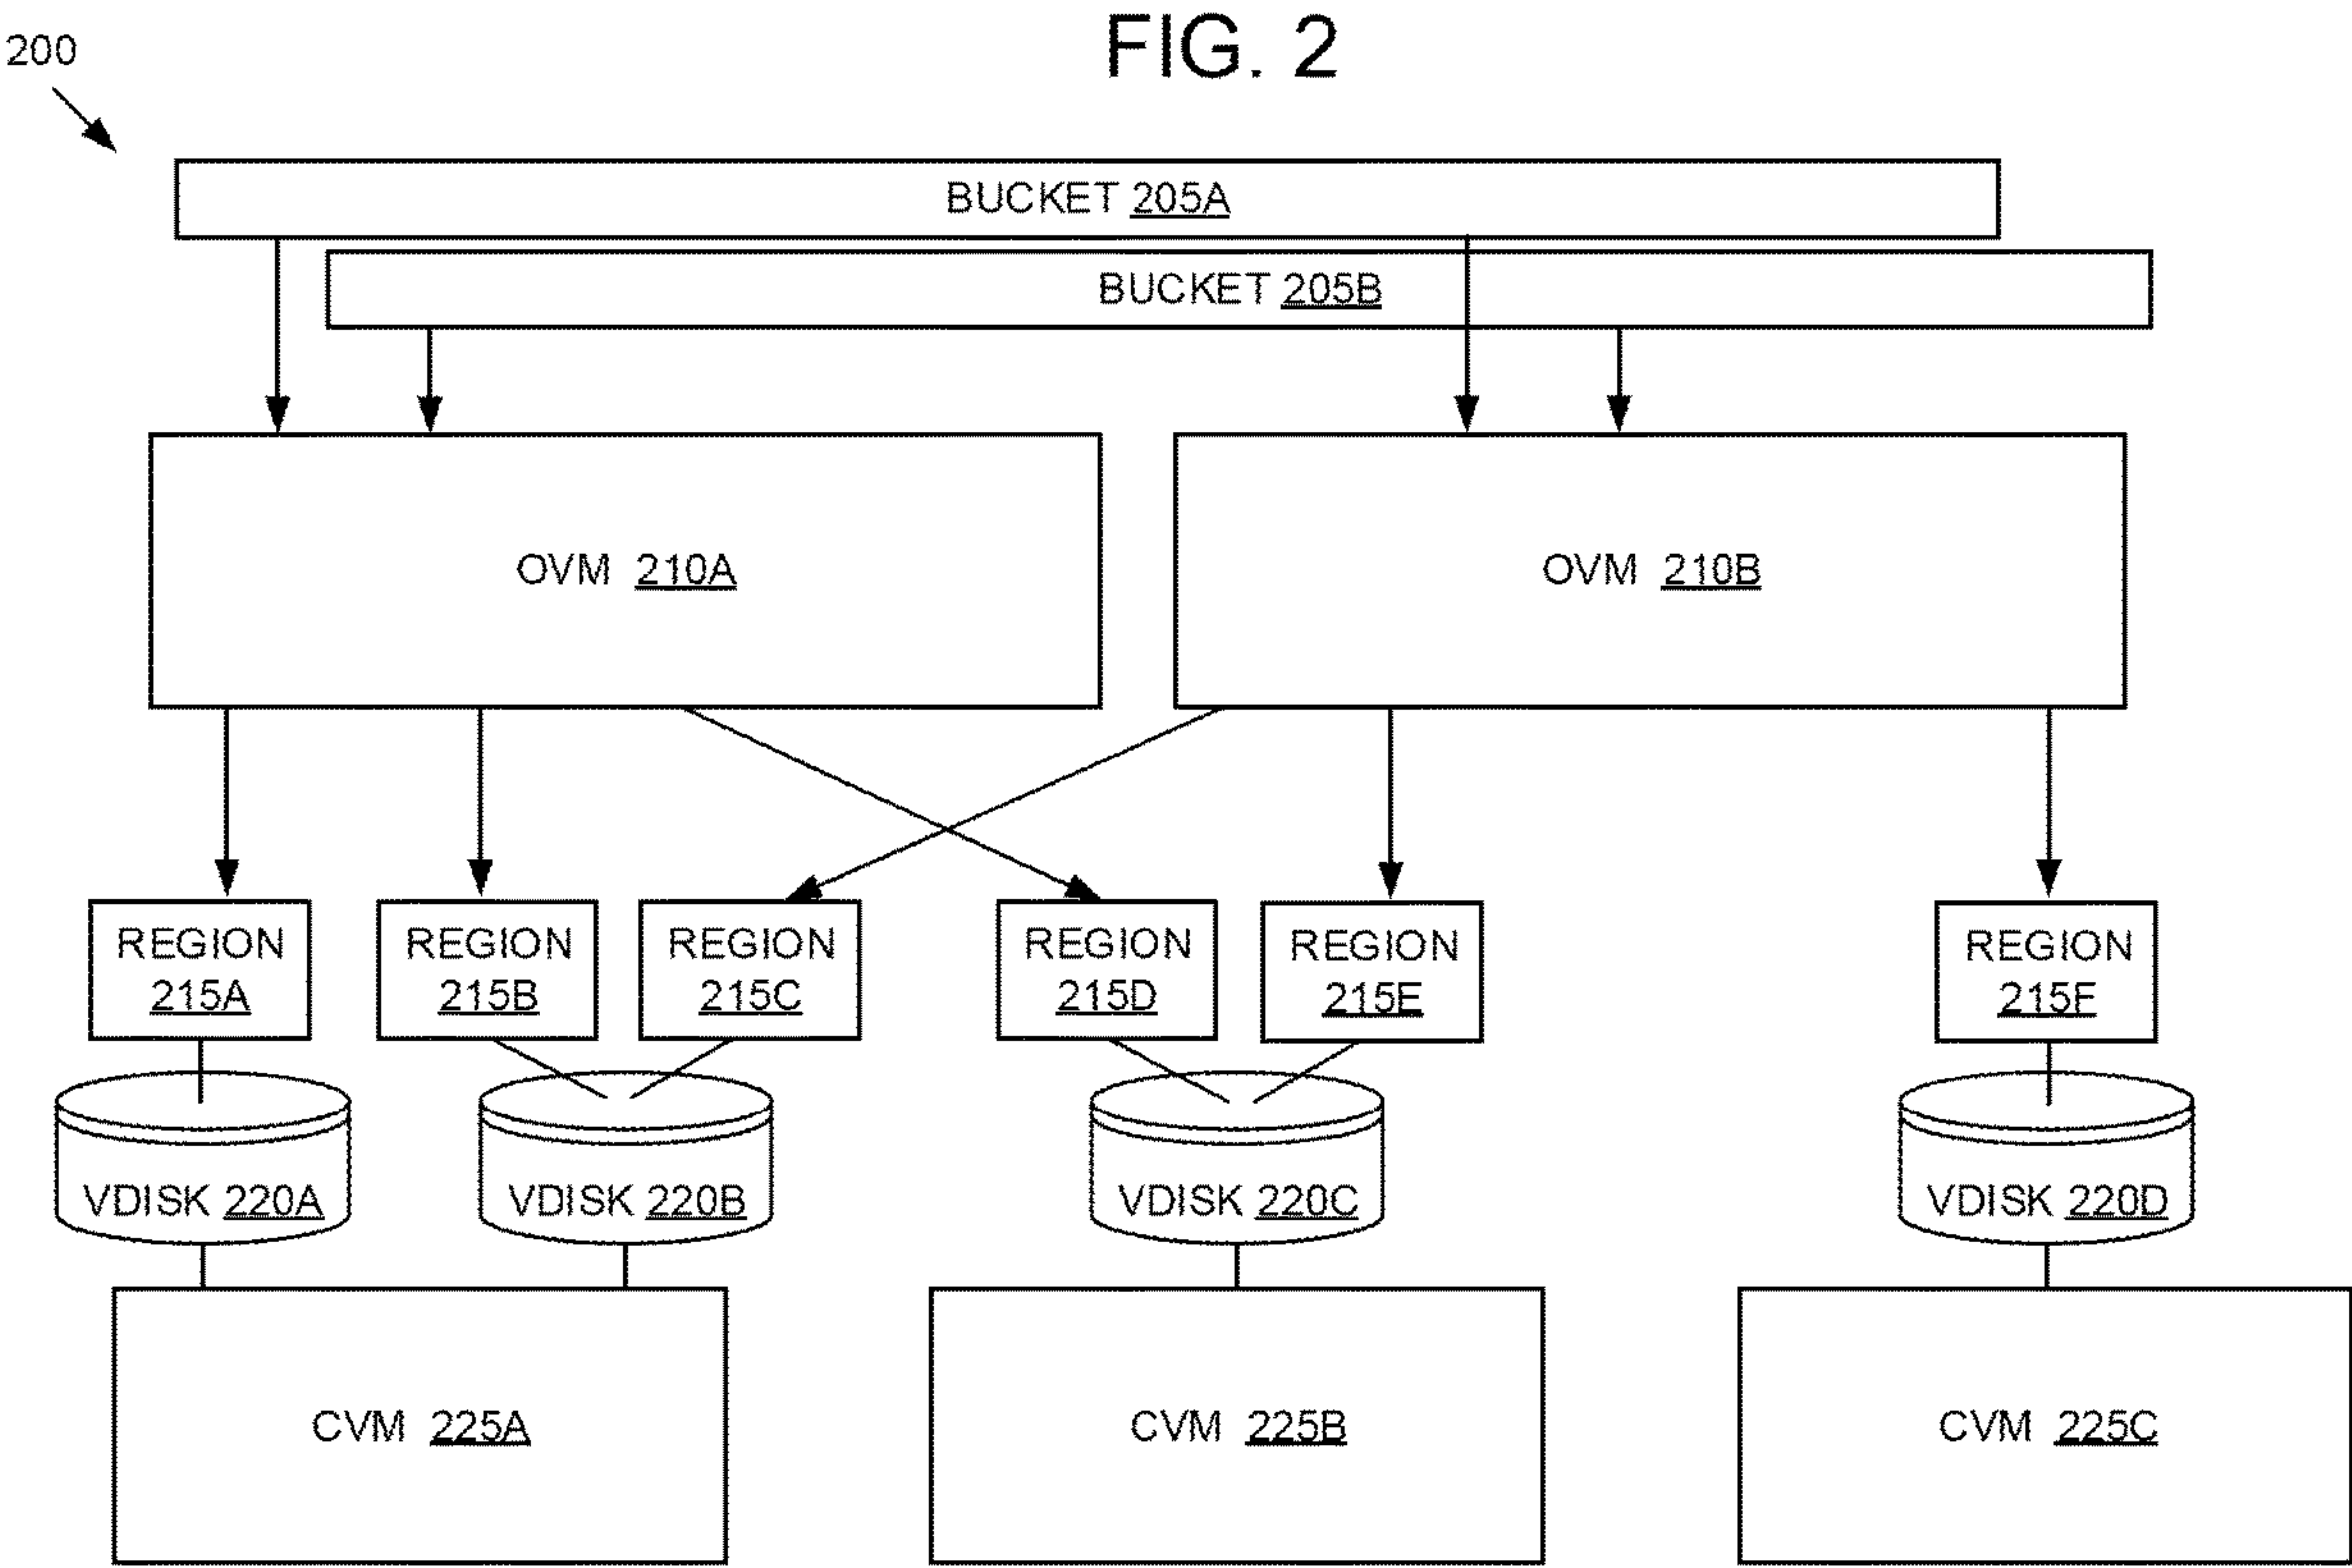 FIG. 2
200
BUCKET 205A
BUCKET 205B
OVM 210A
OVM 210B
REGION
215A
REGION
215B
REGION
215C
REGION
215D
REGION
215E
REGION
215F
VDISK 220A
VDISK 220B
VDISK 220C
VDISK 220D
CVM 225A
CVM 225B
CVM 225C